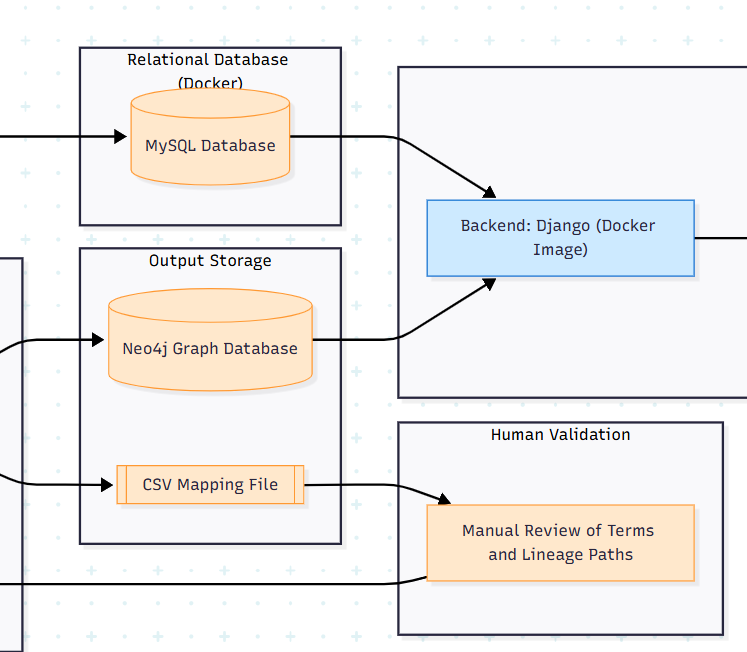 Relational Database
(Docker)
MySQL Database
Backend: Django (Docker
Image)
Output Storage
Neo4j Graph Database
CSV Mapping File
Human Validation
Manual Review of Terms
and Lineage Paths